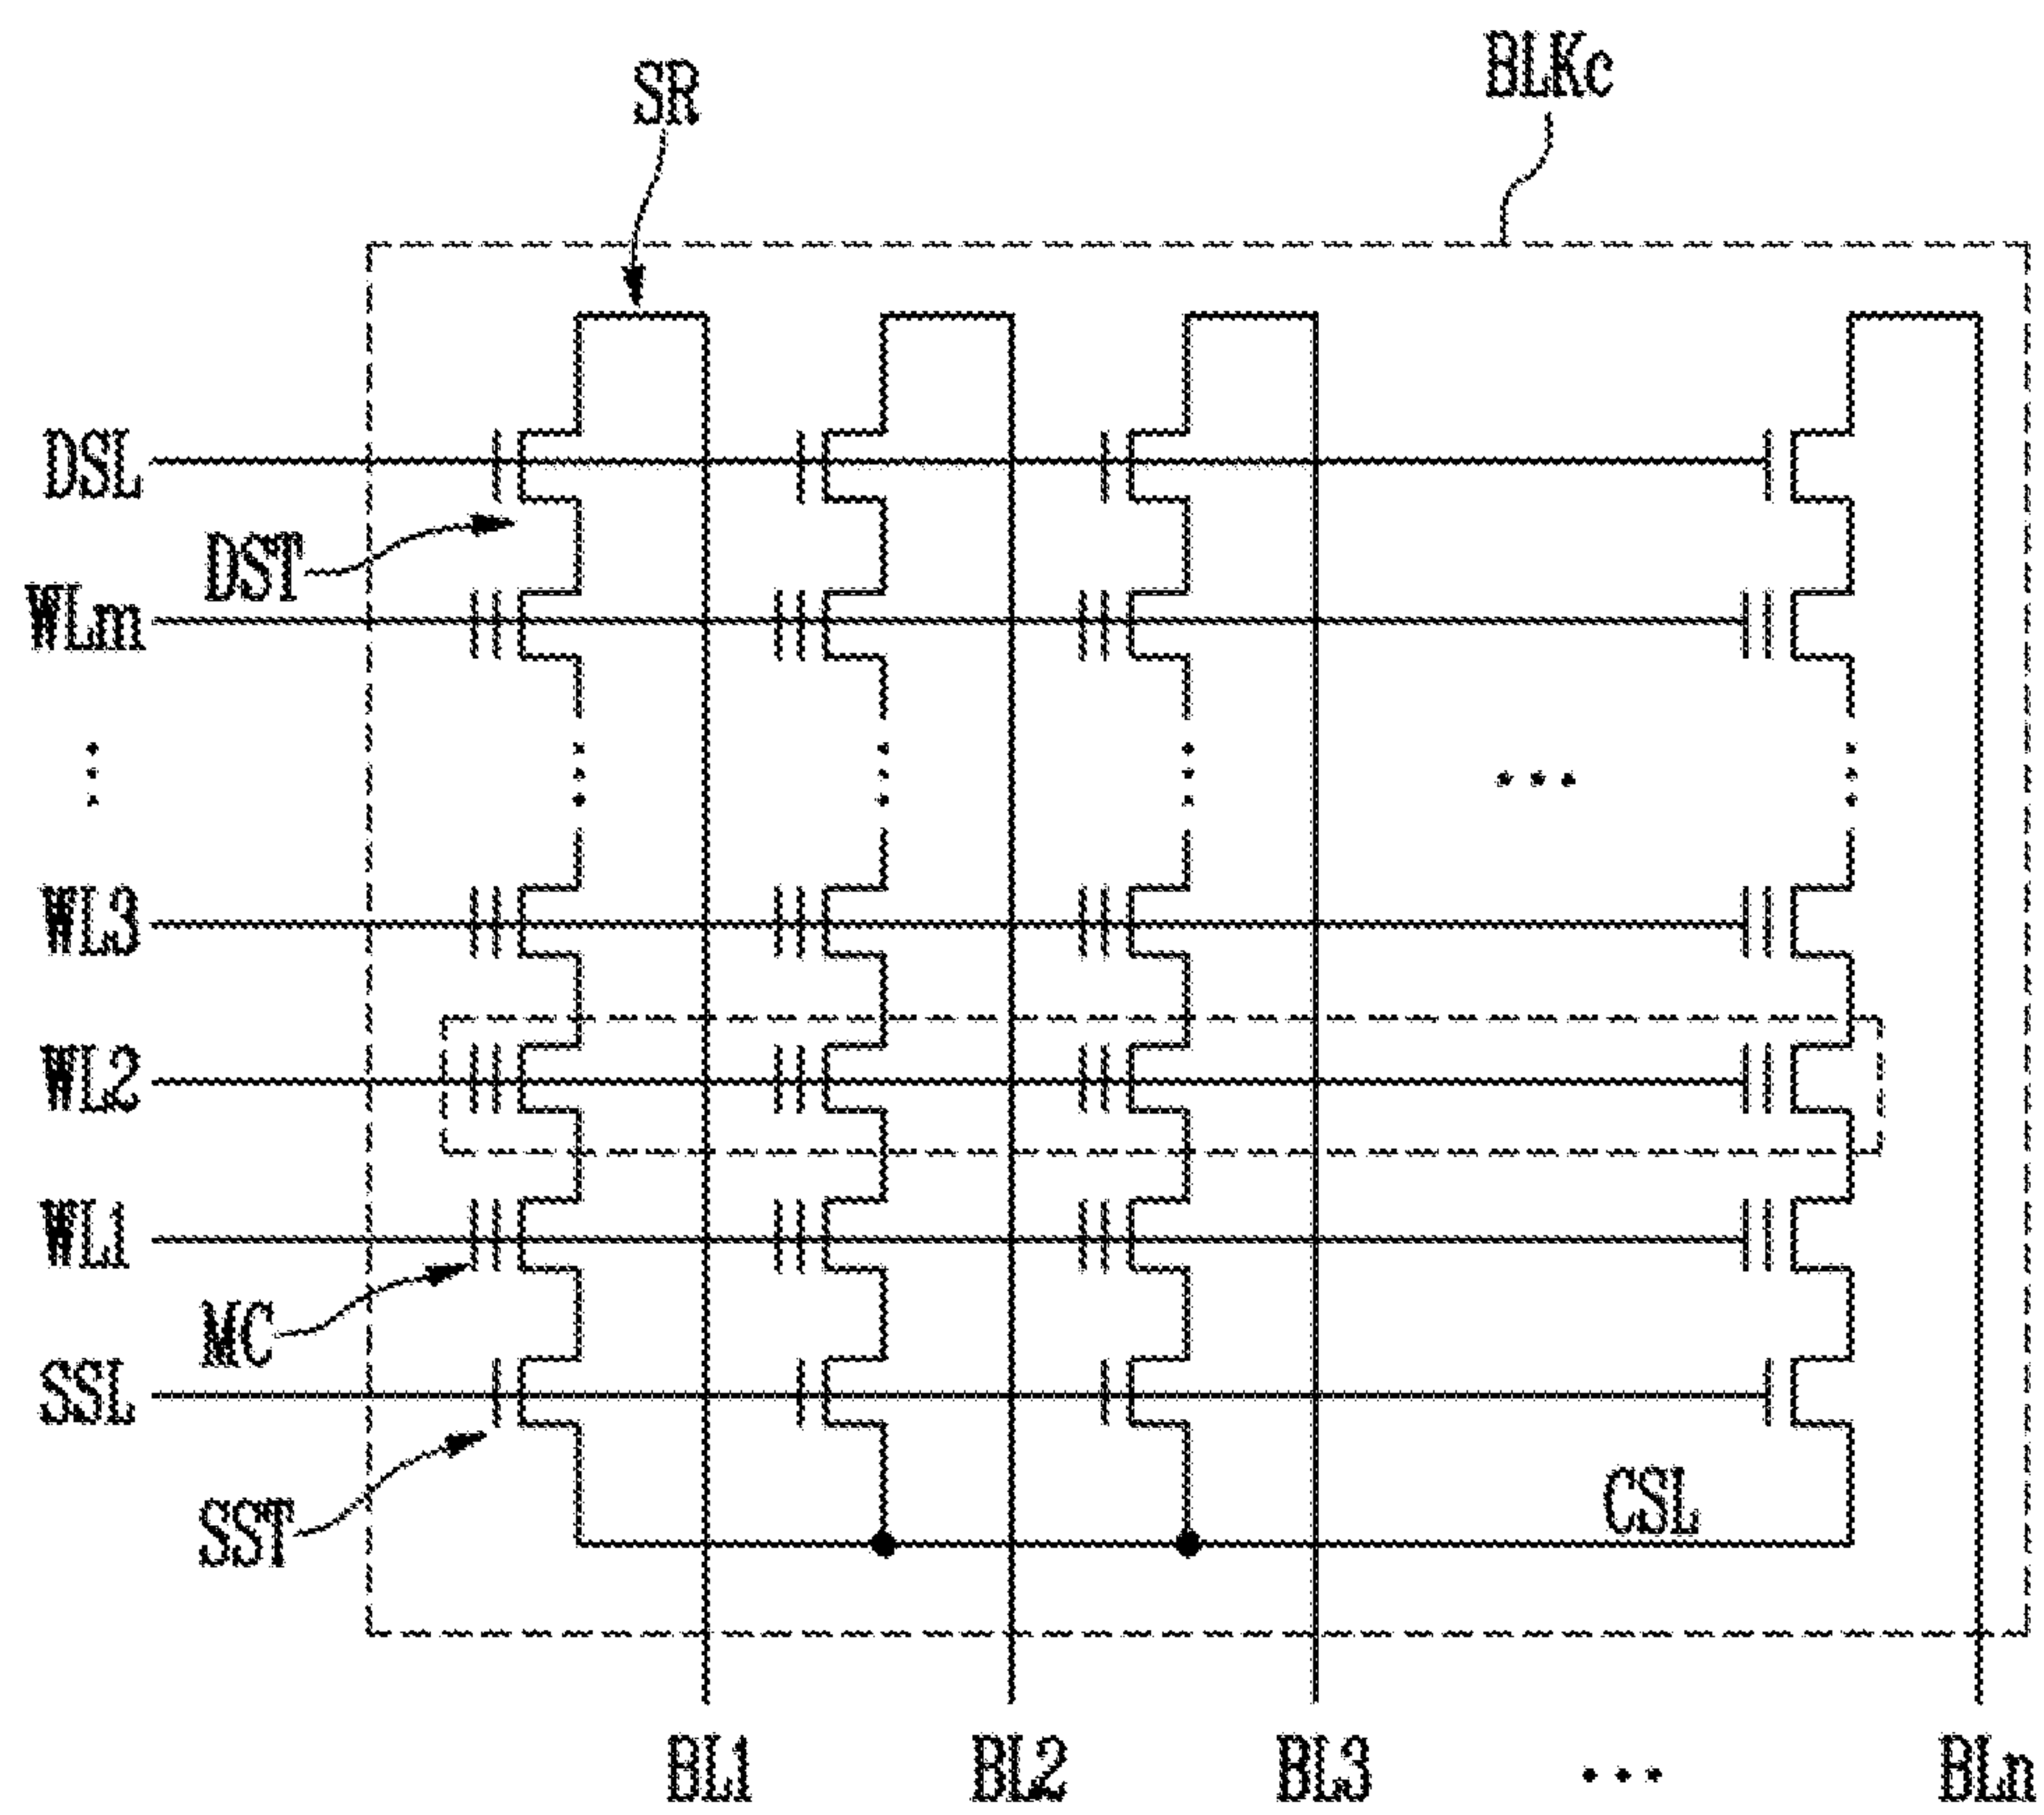 SR
BLKc
DSL
DST
WLm
WL3
WL2
WL1
MC
SSL
SST
CSL
BL1 BL2 BL3 ... BLn